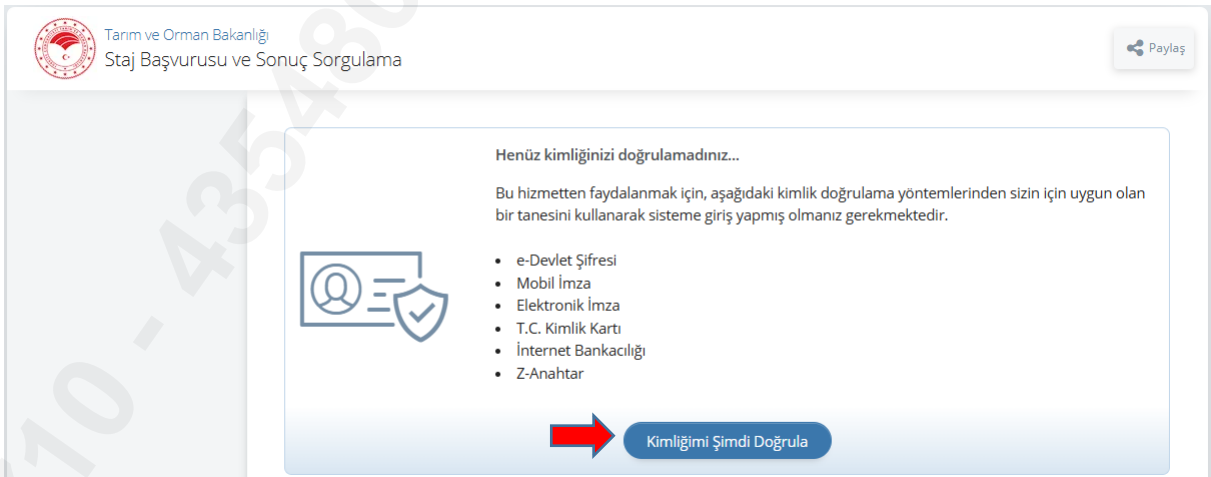 Tarım ve Orman Bakanlığı
Staj Başvurusu ve Sonuç Sorgulama
Paylaş
Henüz kimliğinizi doğrulamadınız...
Bu hizmetten faydalanmak için, aşağıdaki kimlik doğrulama yöntemlerinden sizin için uygun olan
bir tanesini kullanarak sisteme giriş yapmış olmanız gerekmektedir.
• e-Devlet Şifresi
• Mobil İmza
• Elektronik İmza
• T.C. Kimlik Kartı
• İnternet Bankacılığı
• Z-Anahtar
Kimliğimi Şimdi Doğrula